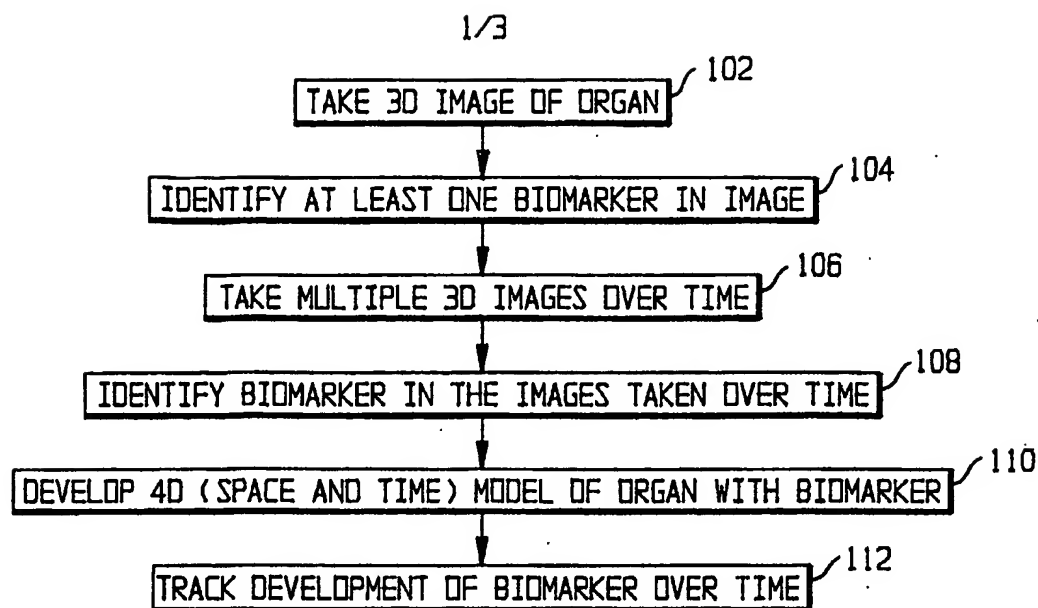 1/3
102
TAKE 3D IMAGE OF ORGAN
104
IDENTIFY AT LEAST ONE BIOMARKER IN IMAGE
106
TAKE MULTIPLE 3D IMAGES OVER TIME
108
IDENTIFY BIOMARKER IN THE IMAGES TAKEN OVER TIME
110
DEVELOP 4D (SPACE AND TIME) MODEL OF ORGAN WITH BIOMARKER
112
TRACK DEVELOPMENT OF BIOMARKER OVER TIME